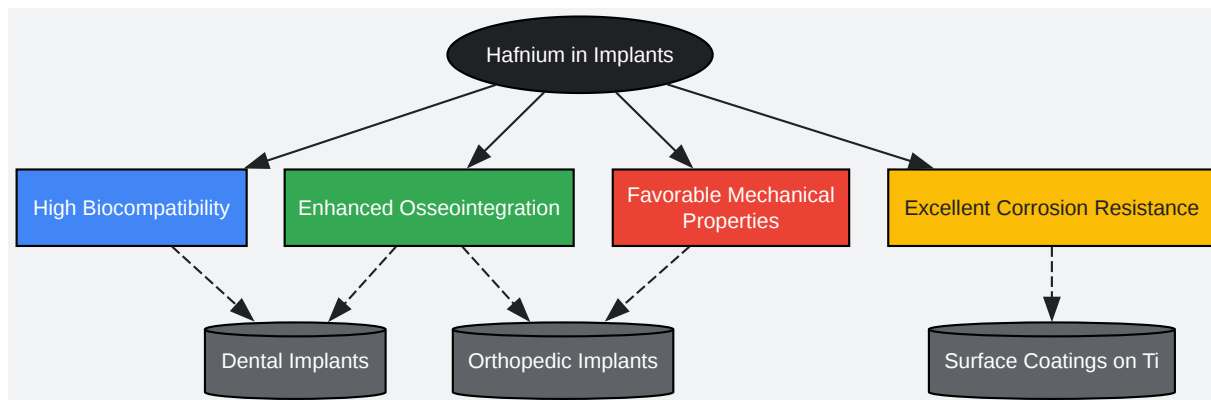 Hafnium in Implants
High Biocompatibility
Enhanced Osseointegration
Favorable Mechanical
Properties
Excellent Corrosion Resistance
Dental Implants
Orthopedic Implants
Surface Coatings on Ti